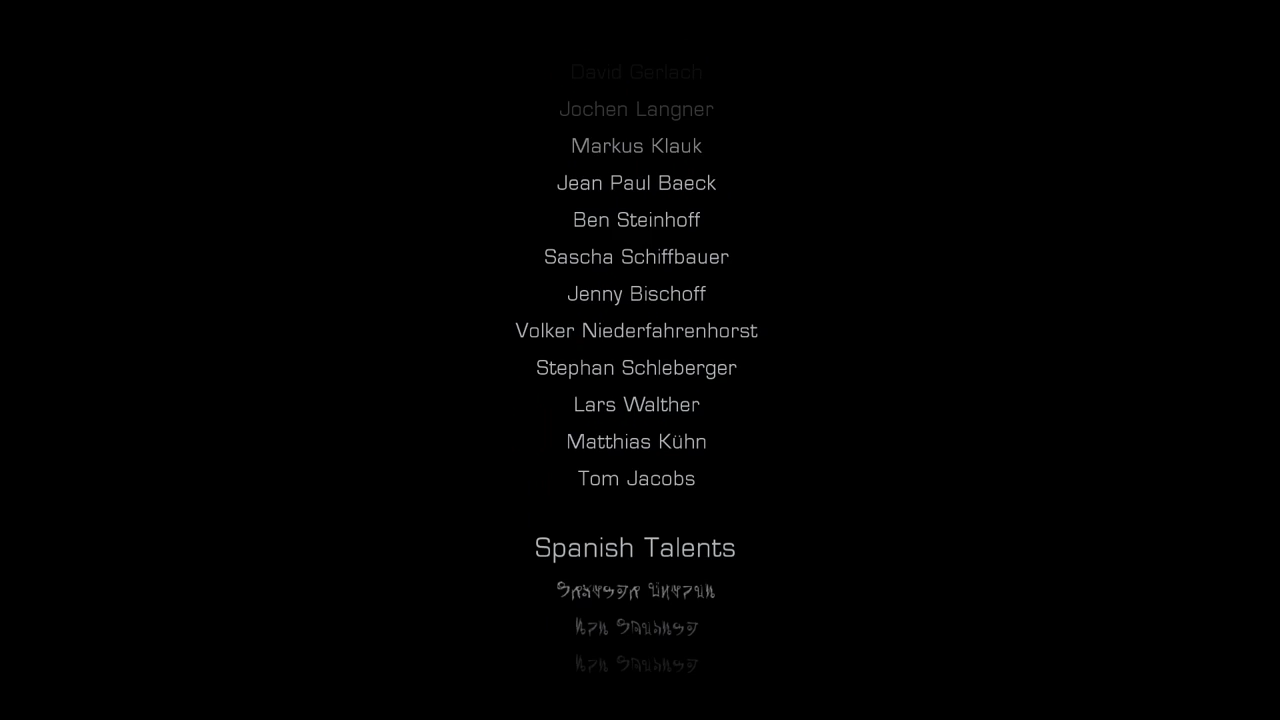 David Gerlach
Jochen Langner
Markus Klauk
Jean Paul Baeck
Ben Steinhoff
Sascha Schiffbauer
Jenny Bischoff
Volker Niederfahrenhorst
Stephan Schleberger
Lars Walther
Matthias Kühn
Tom Jacobs
Spanish Talents